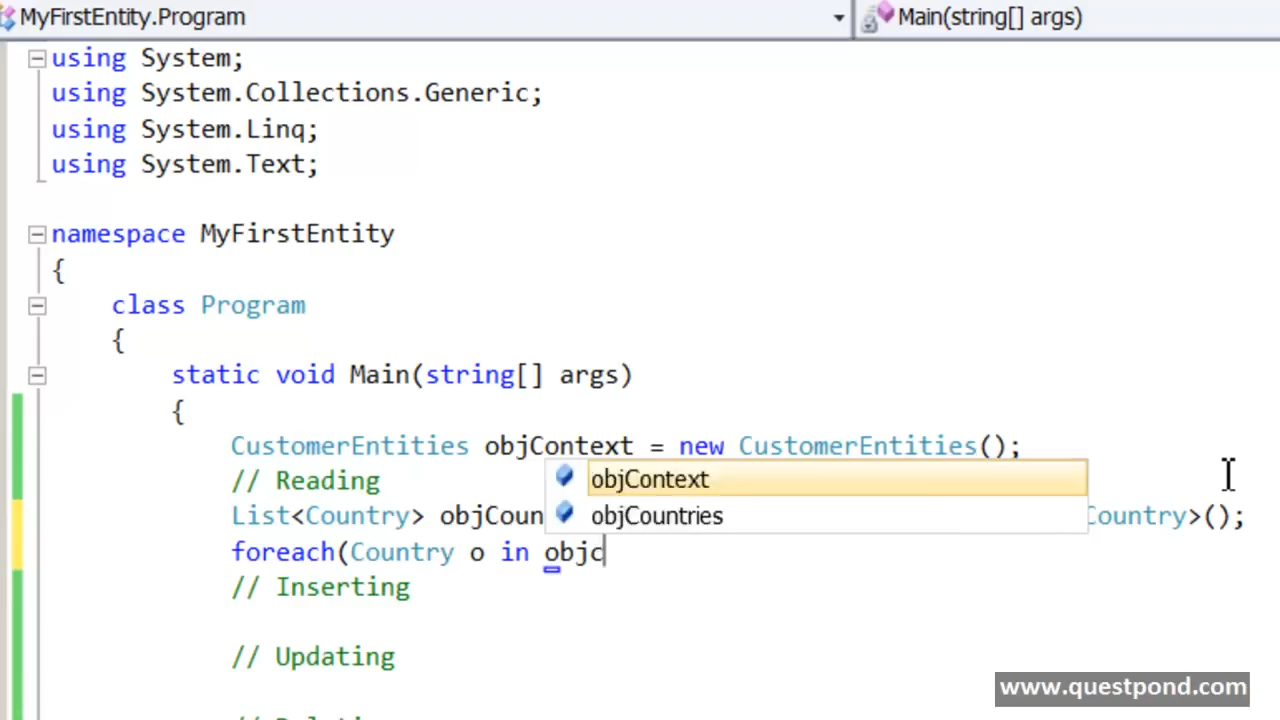 MyFirstEntity.Program Main(string[] args)
using System;
using System.Collections.Generic;
using System.Linq;
using System.Text;
namespace MyFirstEntity
{
class Program
{
static void Main(string[] args)
{
CustomerEntities objContext = new CustomerEntities();
// Reading objContext
List<Country> objCoun objCountries Country>();
foreach(Country o in objc
// Inserting
// Updating
www.questpond.com